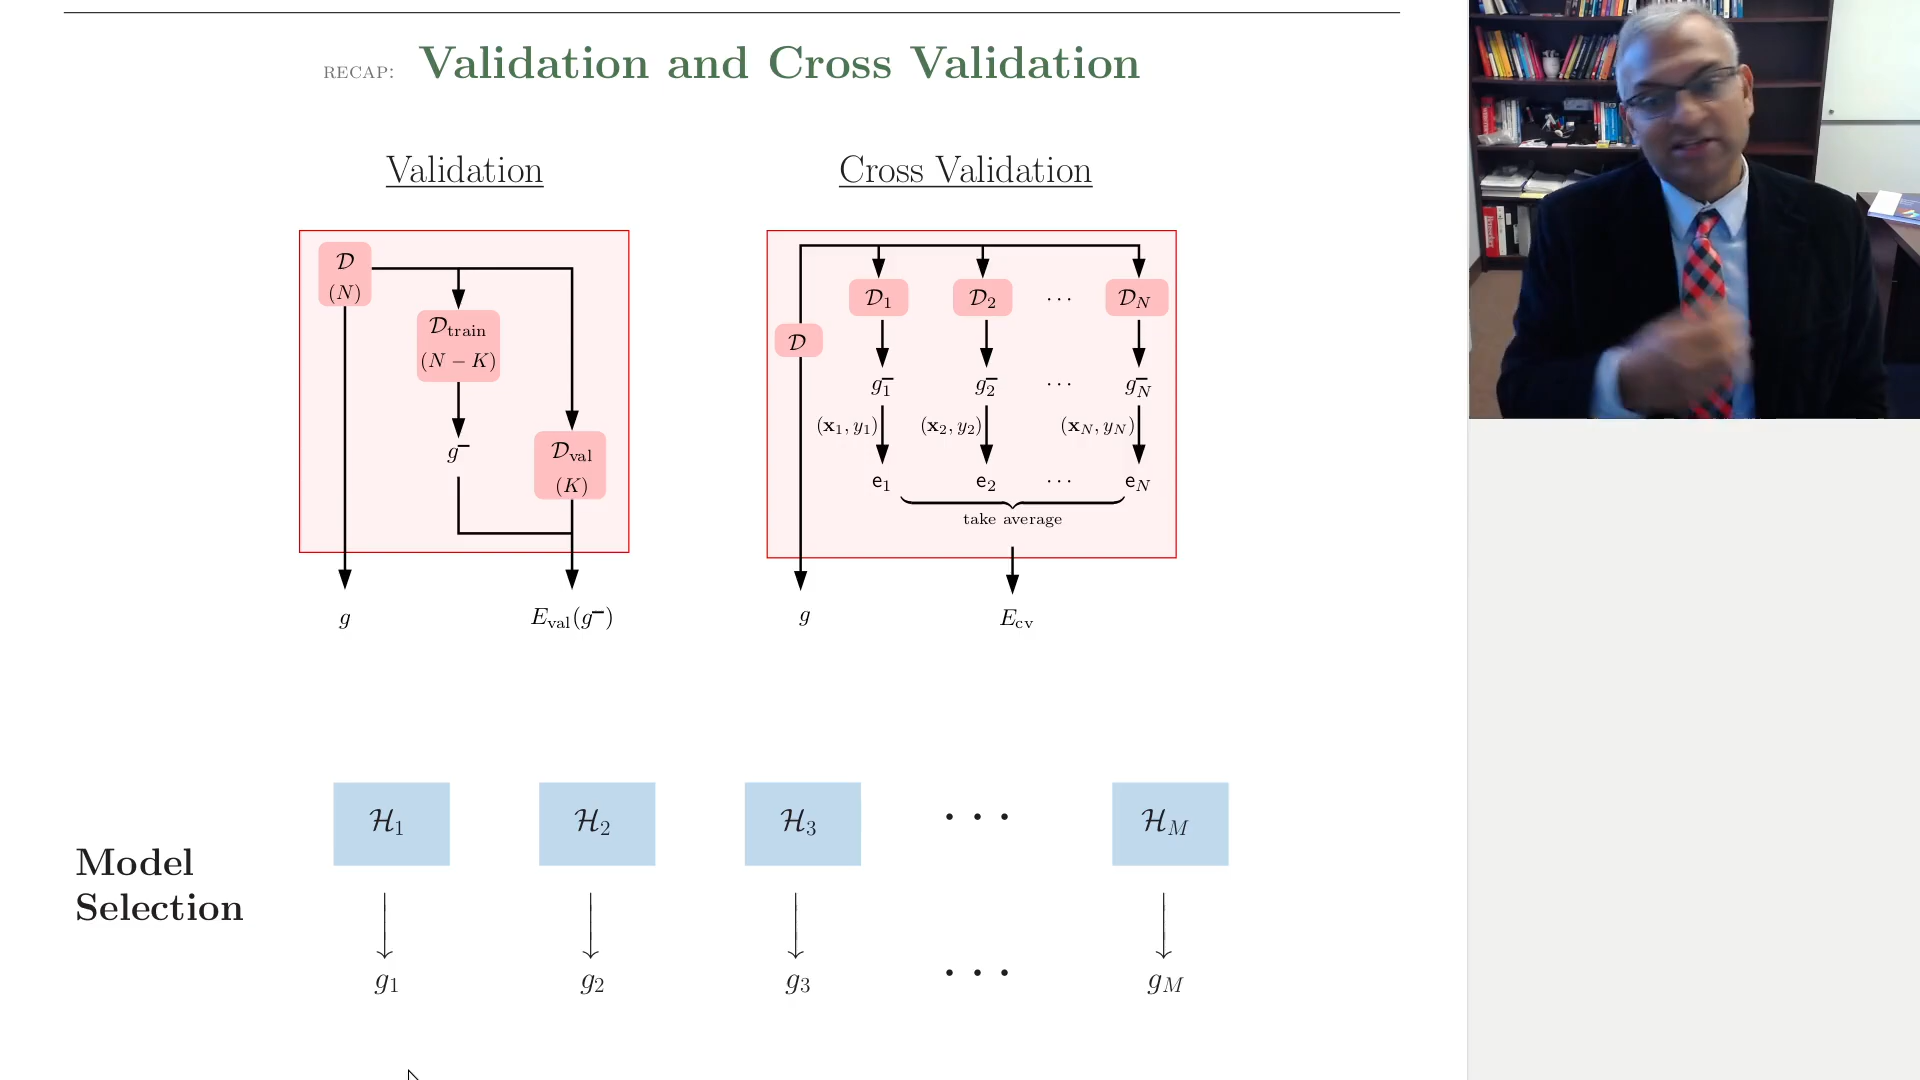 RECAP: Validation and Cross Validation
Validation
𝒟
(N)
𝒟train
(N − K)
g⁻
𝒟val
(K)
g
Eval(g⁻)
Cross Validation
𝒟
𝒟1 𝒟2 · · · 𝒟N
g1⁻ g2⁻ · · · gN⁻
(x1, y1) (x2, y2) (xN, yN)
e1 e2 · · · eN
take average
g
Ecv
Model
Selection
ℋ1 ℋ2 ℋ3 · · · ℋM
g1 g2 g3 · · · gM